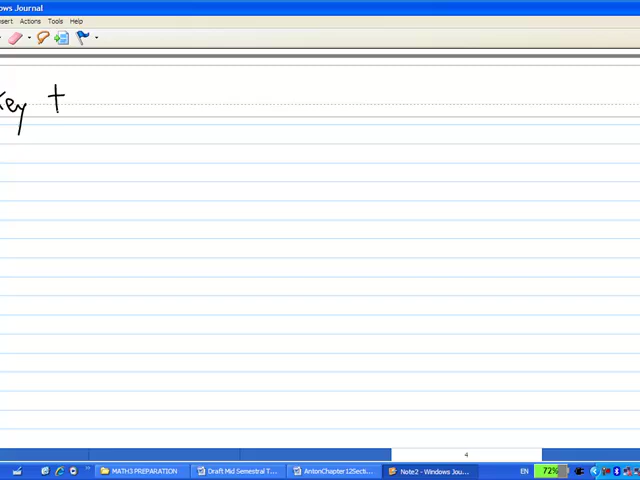 ows Journal
sert Actions Tools Help
Key t
4
MATH3 PREPARATION Draft Mid Semestral T... AntonChapter12Secti... Note2 - Windows Jou... EN 72%